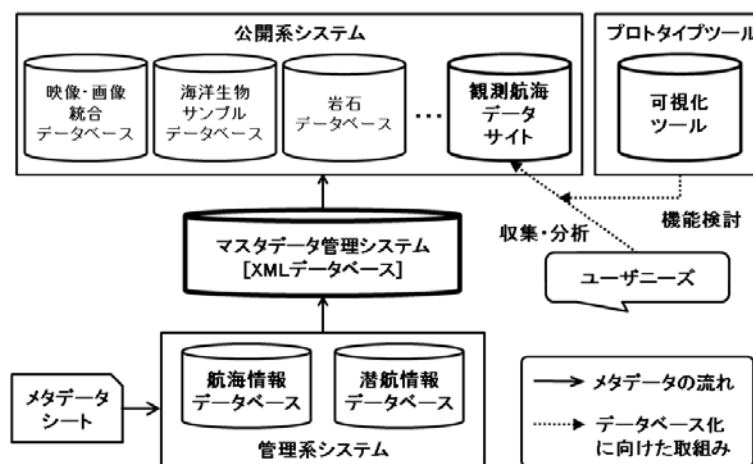 公開系システム
映像・画像
統合
データベース
海洋生物
サンプル
データベース
岩石
データベース
…
観測航海
データ
サイト
プロトタイプツール
可視化
ツール
機能検討
収集・分析
ユーザニーズ
マスタデータ管理システム
[XMLデータベース]
航海情報
データベース
潜航情報
データベース
管理系システム
メタデータ
シート
メタデータの流れ
データベース化
に向けた取組み